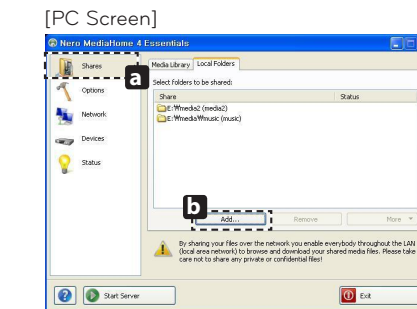 [PC Screen]
Nero MediaHome 4 Essentials
Shares
a
Options
Network
Devices
Status
Media Library Local Folders
Select folders to be shared:
Share Status
E:₩media2 (media2)
E:₩media₩music (music)
b
Add... Remove More
By sharing your files over the network you enable everybody throughout the LAN
(local area network) to browse and download your shared media files. Please take
care not to share any private or confidential files!
? Start Server Exit